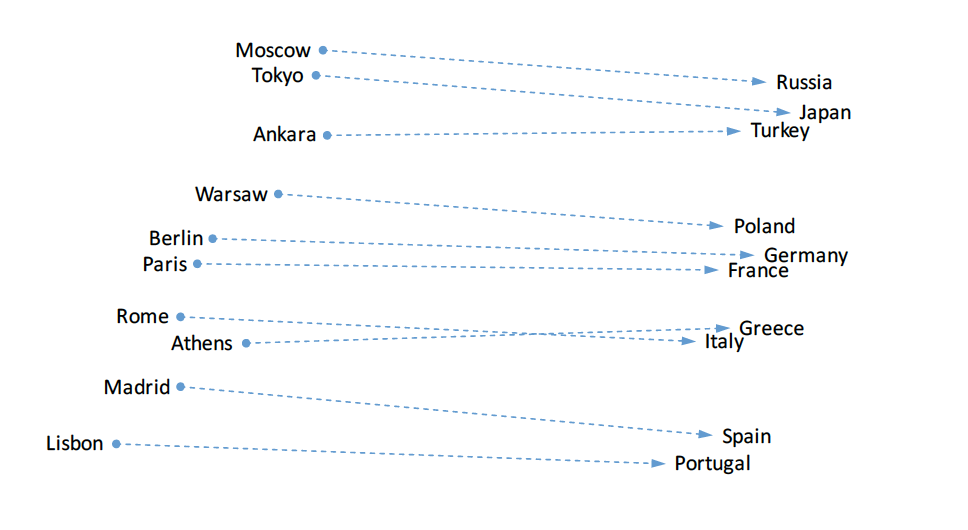 Moscow
Russia
Tokyo
Japan
Ankara
Turkey
Warsaw
Poland
Berlin
Germany
Paris
France
Rome
Italy
Athens
Greece
Madrid
Spain
Lisbon
Portugal